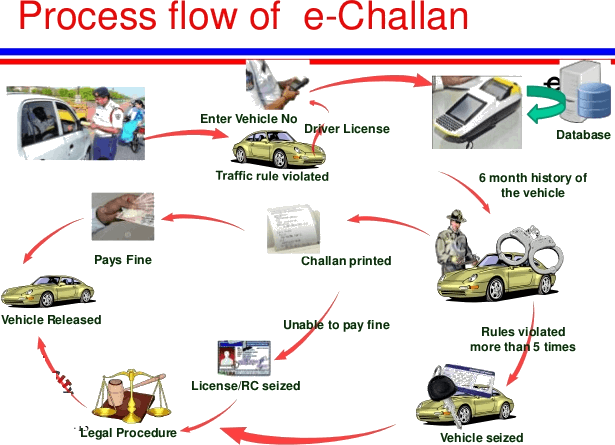 Process flow of e-Challan
Enter Vehicle No
Driver License
Database
Traffic rule violated
6 month history of
the vehicle
Pays Fine
Challan printed
Vehicle Released
Unable to pay fine
Rules violated
more than 5 times
License/RC seized
Legal Procedure
Vehicle seized